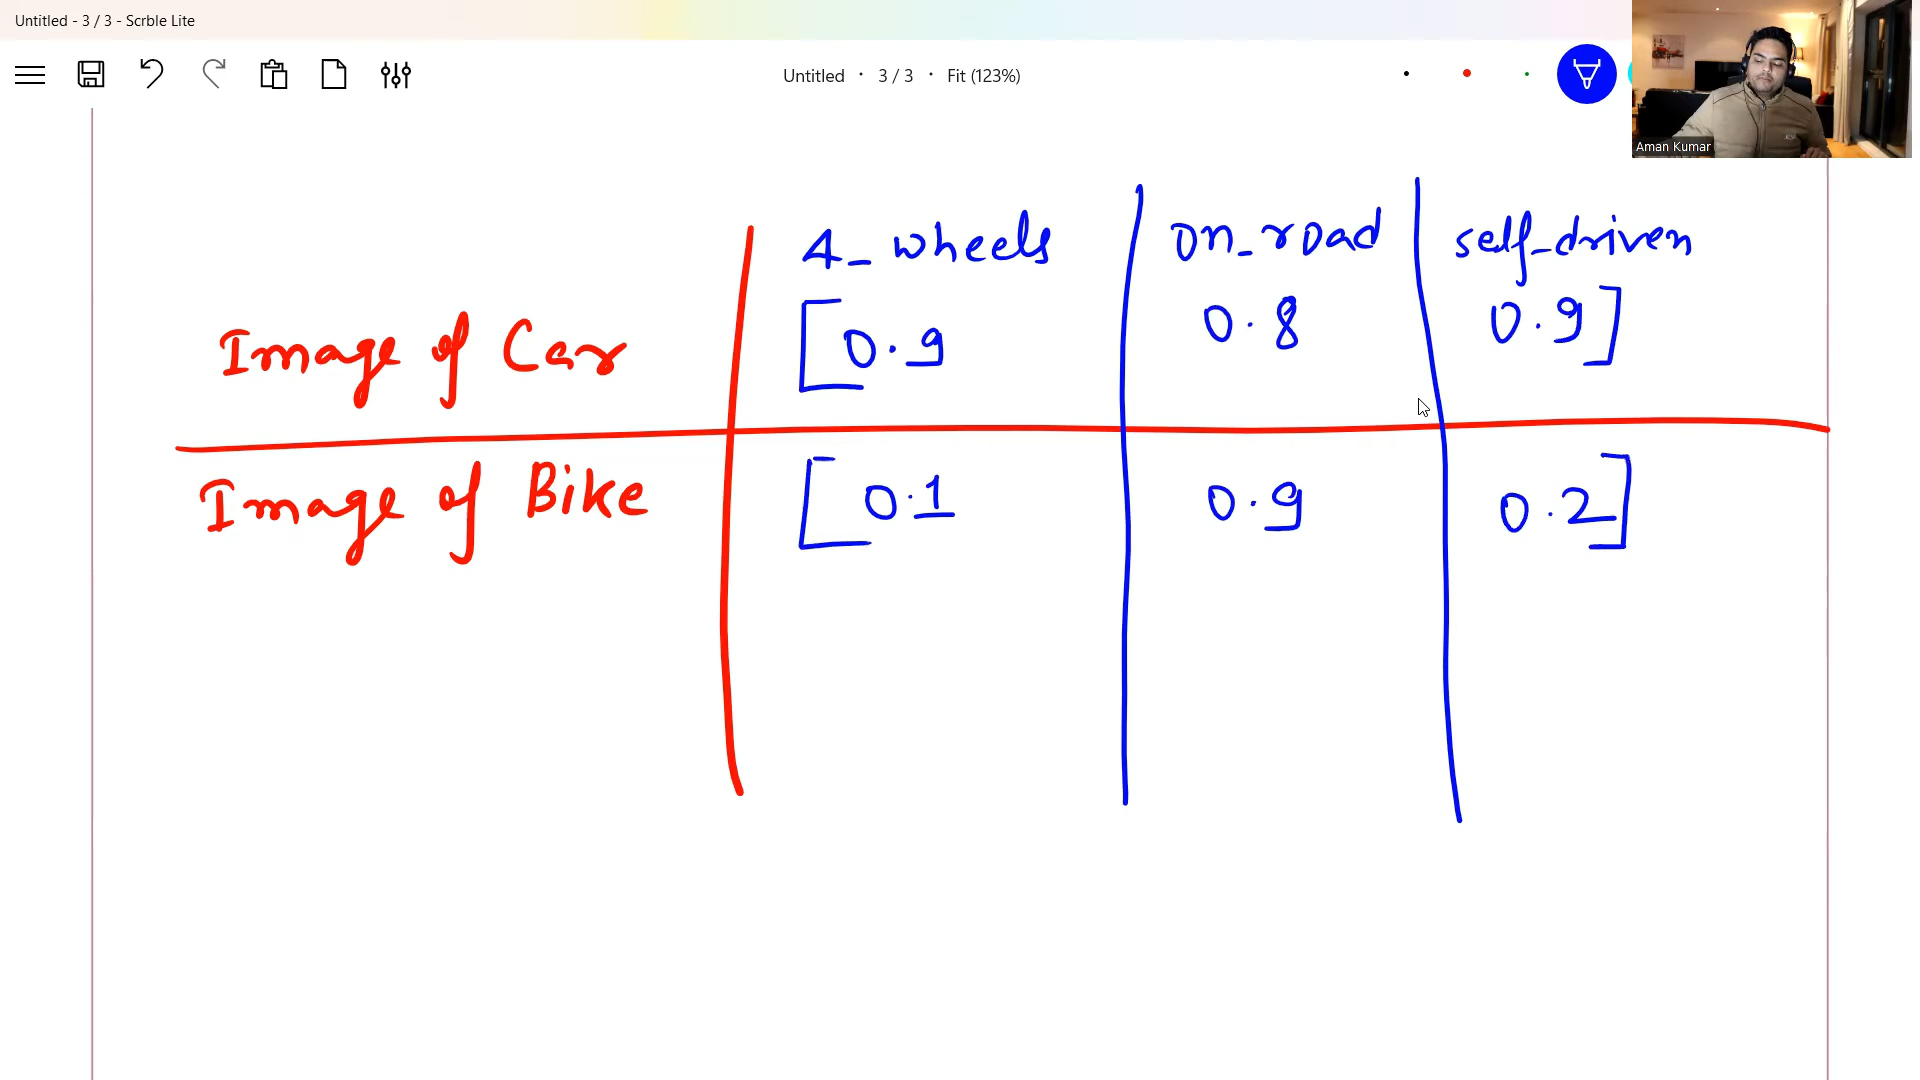 Untitled - 3 / 3 - Scrble Lite
Untitled • 3 / 3 • Fit (123%)
Aman Kumar
4_wheels on_road self_driven
Image of Car [0.9 0.8 0.9]
Image of Bike [0.1 0.9 0.2]